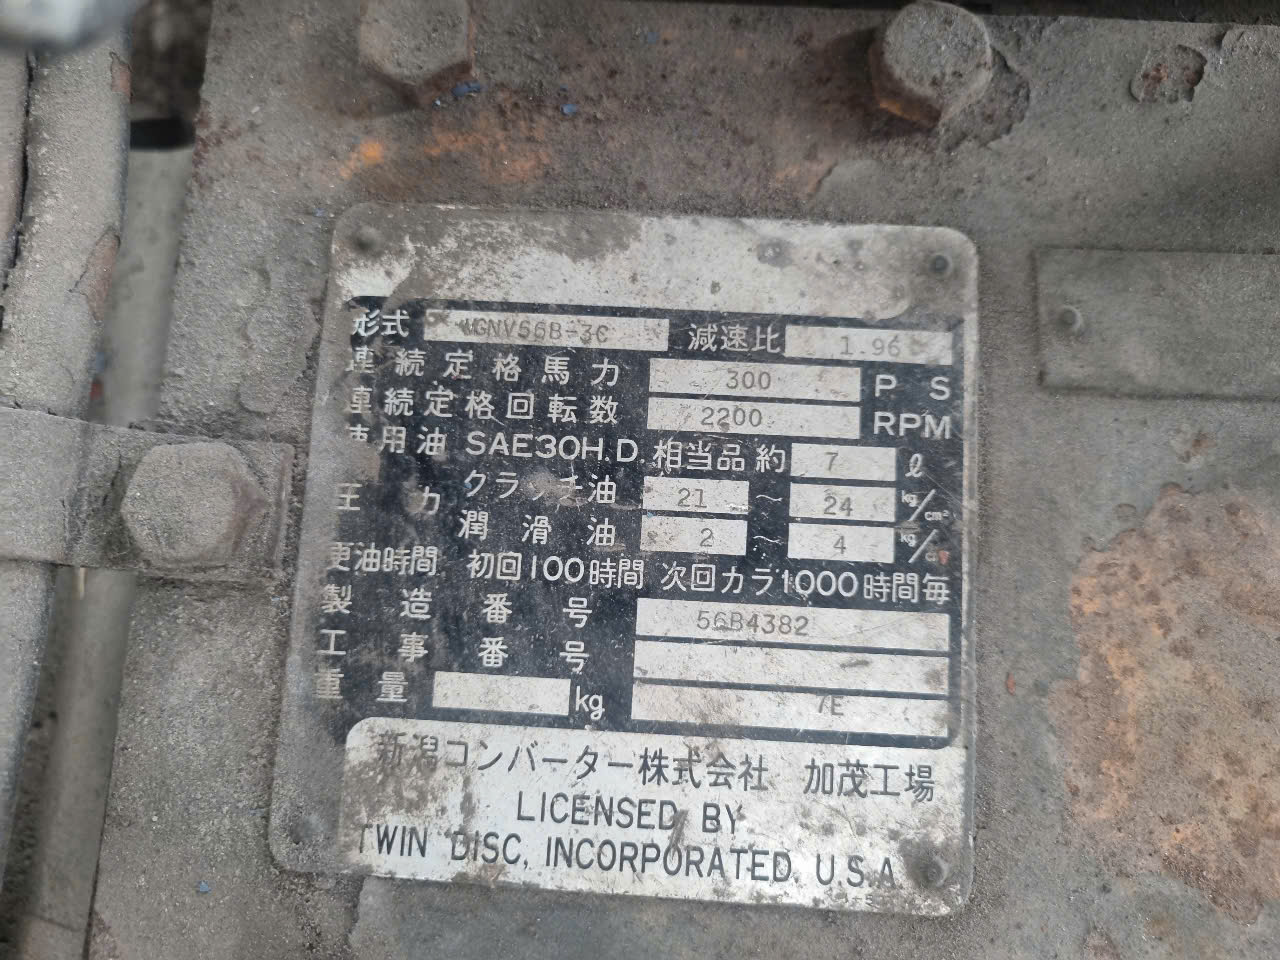 形式 MGNV56B-3C 減速比 1.96
連続定格馬力 300 PS
連続定格回転数 2200 RPM
専用油 SAE30H.D. 相当品 約 7 ℓ
圧力 クラッチ油 21 ~ 24 kg/cm²
潤滑油 2 ~ 4 kg/cm²
更油時間 初回100時間 次回カラ1000時間毎
製造番号 56B4382
工事番号
重量 kg 7E
新潟コンバーター株式会社 加茂工場
LICENSED BY
TWIN DISC, INCORPORATED. U.S.A